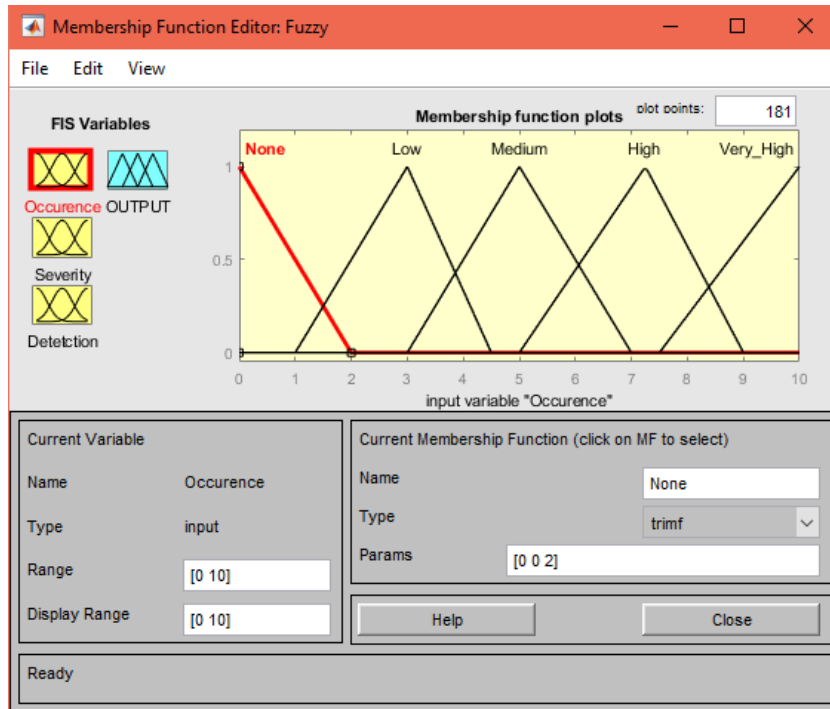 Membership Function Editor: Fuzzy
File Edit View
FIS Variables
Occurence OUTPUT
Severity
Detetction
Membership function plots
plot points: 181
None Low Medium High Very_High
1
0.5
0
0 1 2 3 4 5 6 7 8 9 10
input variable "Occurence"
Current Variable
Name Occurence
Type input
Range [0 10]
Display Range [0 10]
Current Membership Function (click on MF to select)
Name None
Type trimf
Params [0 0 2]
Help Close
Ready